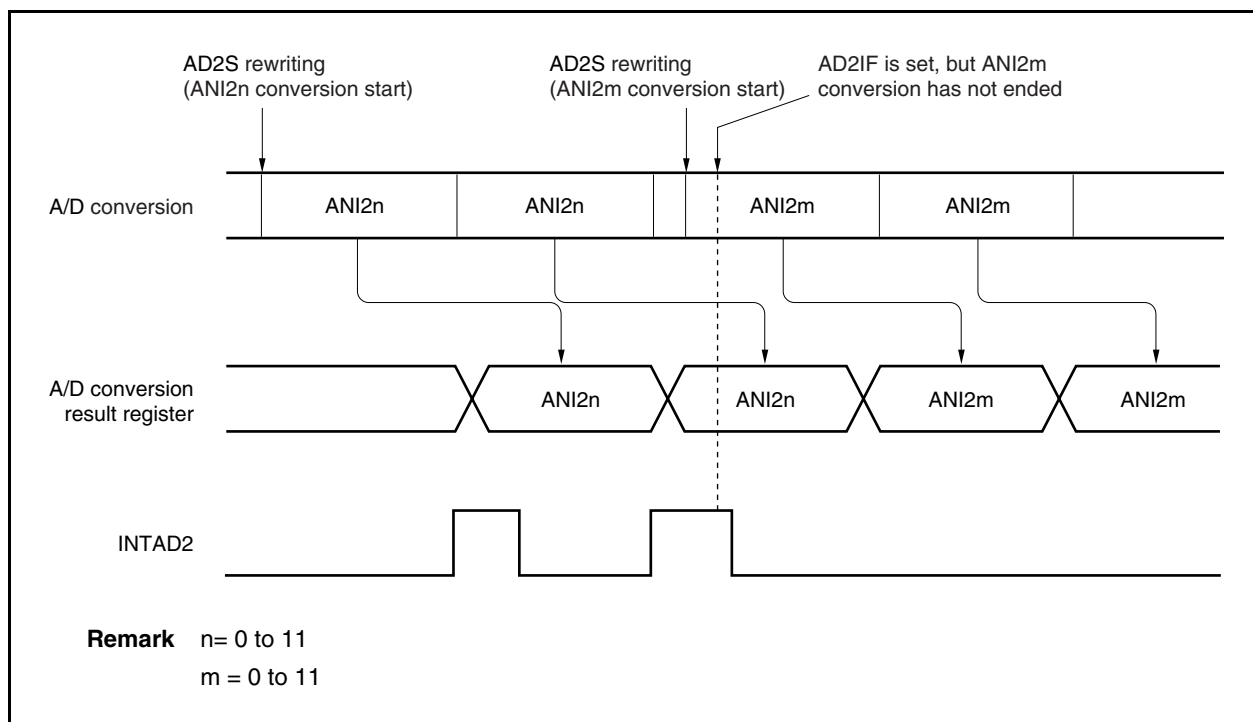 AD2S rewriting
(ANI2n conversion start)
AD2S rewriting
(ANI2m conversion start)
AD2IF is set, but ANI2m
conversion has not ended
A/D conversion
ANI2n
ANI2n
ANI2m
ANI2m
A/D conversion
result register
ANI2n
ANI2n
ANI2m
ANI2m
INTAD2
Remark n= 0 to 11
m = 0 to 11